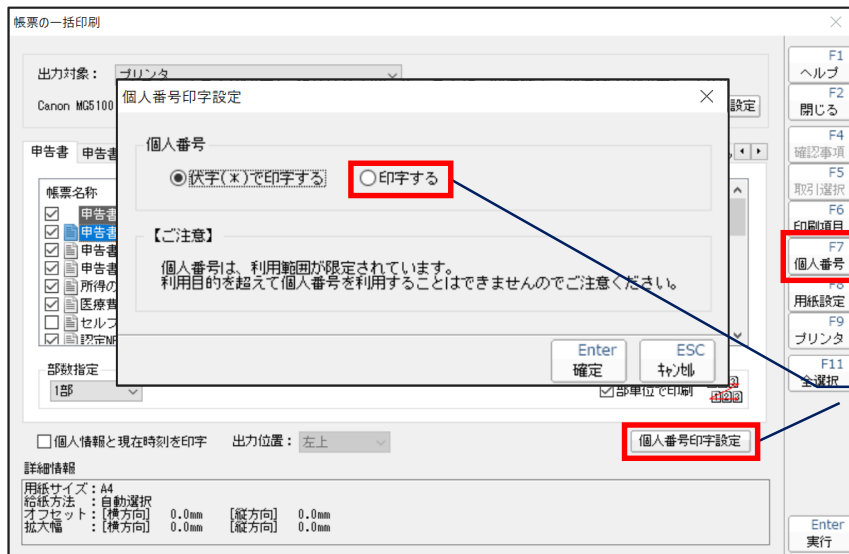 帳票の一括印刷
出力対象: プリンタ
Canon MG5100
設定
申告書 申告書
帳票名称
申告書
申告書
申告書
申告書
所得の
医療費
セルフ
認定NP
部数指定
1部
部単位で印刷
個人情報と現在時刻を印字 出力位置: 左上
個人番号印字設定
詳細情報
用紙サイズ:A4
給紙方法 :自動選択
オフセット:[横方向] 0.0mm [縦方向] 0.0mm
拡大幅 :[横方向] 0.0mm [縦方向] 0.0mm
個人番号印字設定
個人番号
伏字(*)で印字する 印字する
【ご注意】
個人番号は、利用範囲が限定されています。
利用目的を超えて個人番号を利用することはできませんのでご注意ください。
Enter
確定
ESC
キャンセル
F1
ヘルプ
F2
閉じる
F4
確認事項
F5
取引選択
F6
印刷項目
F7
個人番号
F8
用紙設定
F9
プリンタ
F11
全選択
Enter
実行